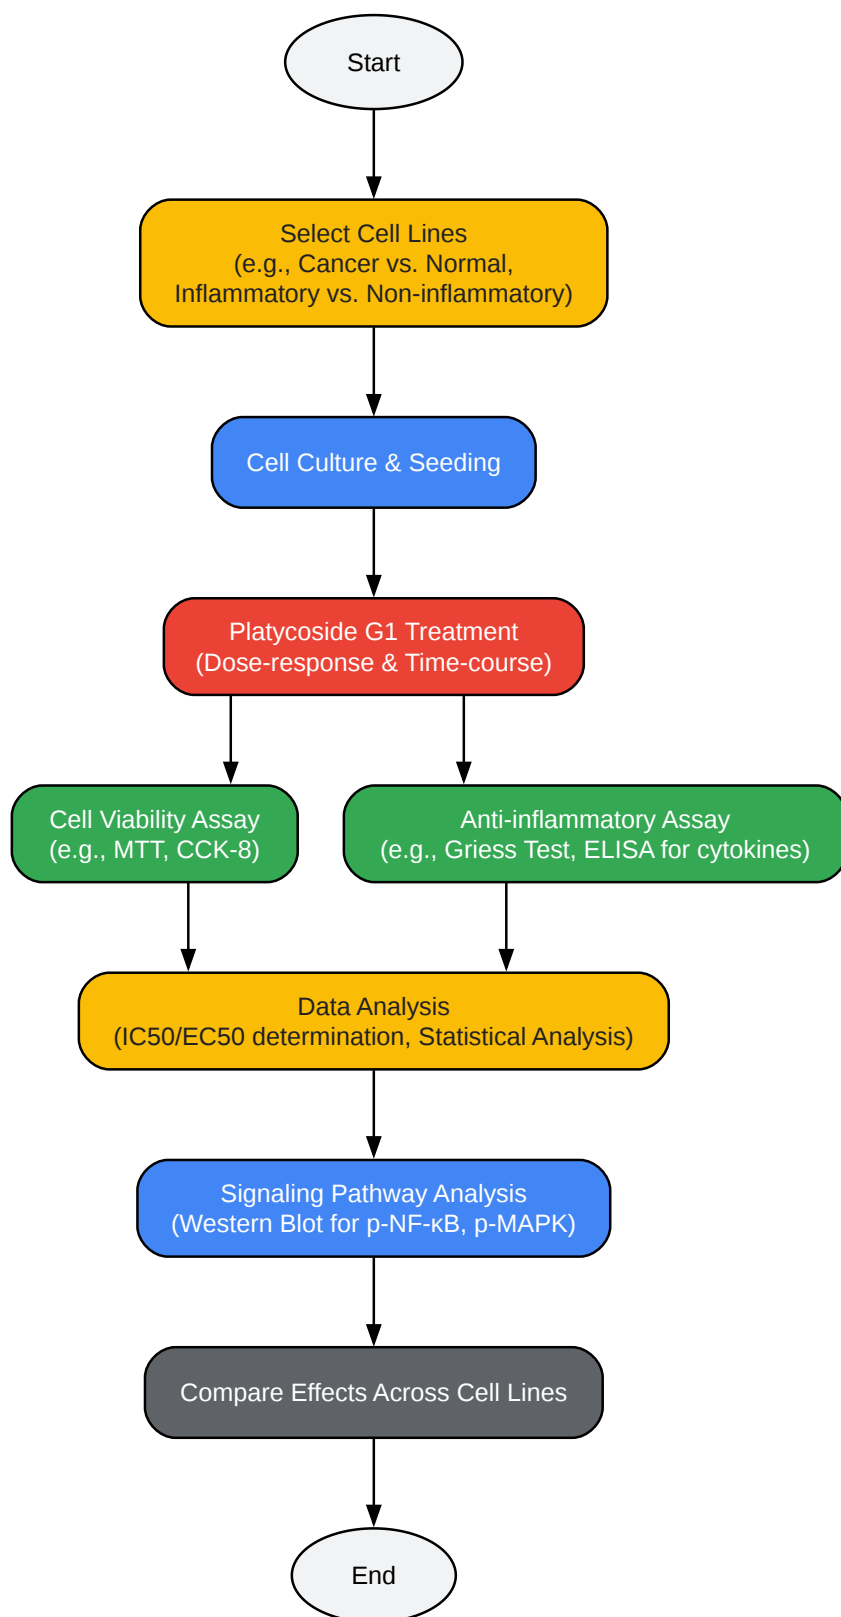 Start
Select Cell Lines
(e.g., Cancer vs. Normal,
Inflammatory vs. Non-inflammatory)
Cell Culture & Seeding
Platycoside G1 Treatment
(Dose-response & Time-course)
Cell Viability Assay
(e.g., MTT, CCK-8)
Anti-inflammatory Assay
(e.g., Griess Test, ELISA for cytokines)
Data Analysis
(IC50/EC50 determination, Statistical Analysis)
Signaling Pathway Analysis
(Western Blot for p-NF-κB, p-MAPK)
Compare Effects Across Cell Lines
End